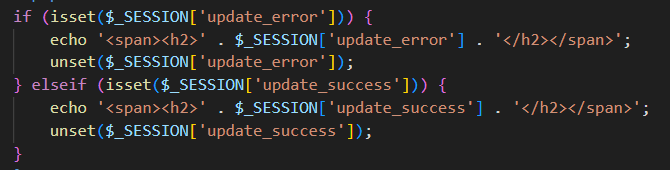 if (isset($_SESSION['update_error'])) {
    echo '<span><h2>' . $_SESSION['update_error'] . '</h2></span>';
    unset($_SESSION['update_error']);
} elseif (isset($_SESSION['update_success'])) {
    echo '<span><h2>' . $_SESSION['update_success'] . '</h2></span>';
    unset($_SESSION['update_success']);
}